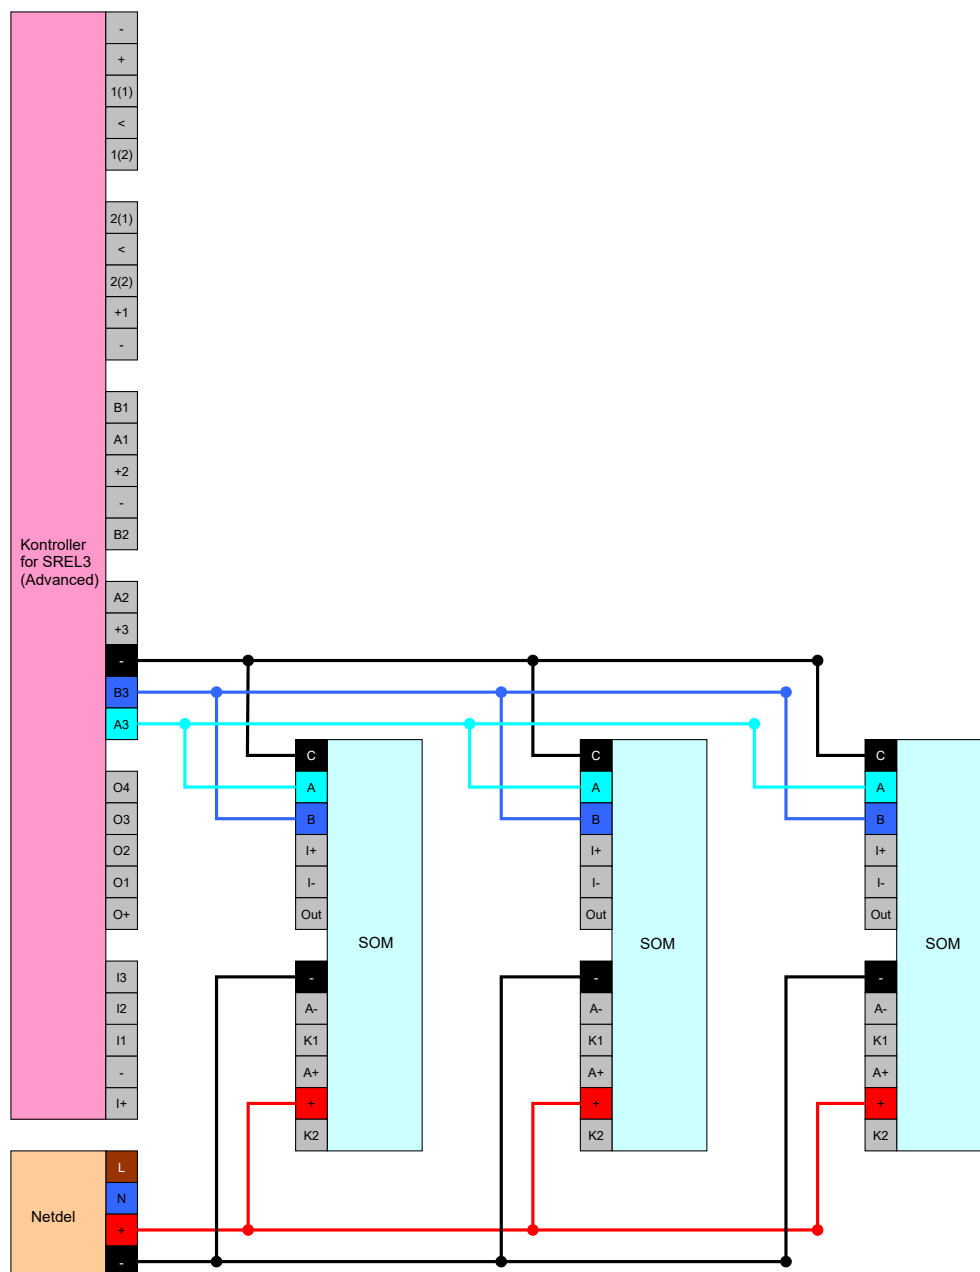 -
+
1(1)
<
1(2)
2(1)
<
2(2)
+1
-
B1
A1
+2
-
B2
Kontroller
for SREL3
(Advanced)
A2
+3
-
B3
A3
O4
O3
O2
O1
O+
I3
I2
I1
-
I+
C
A
B
I+
I-
Out
SOM
-
A-
K1
A+
+
K2
C
A
B
I+
I-
Out
SOM
-
A-
K1
A+
+
K2
C
A
B
I+
I-
Out
SOM
-
A-
K1
A+
+
K2
Netdel
L
N
+
-